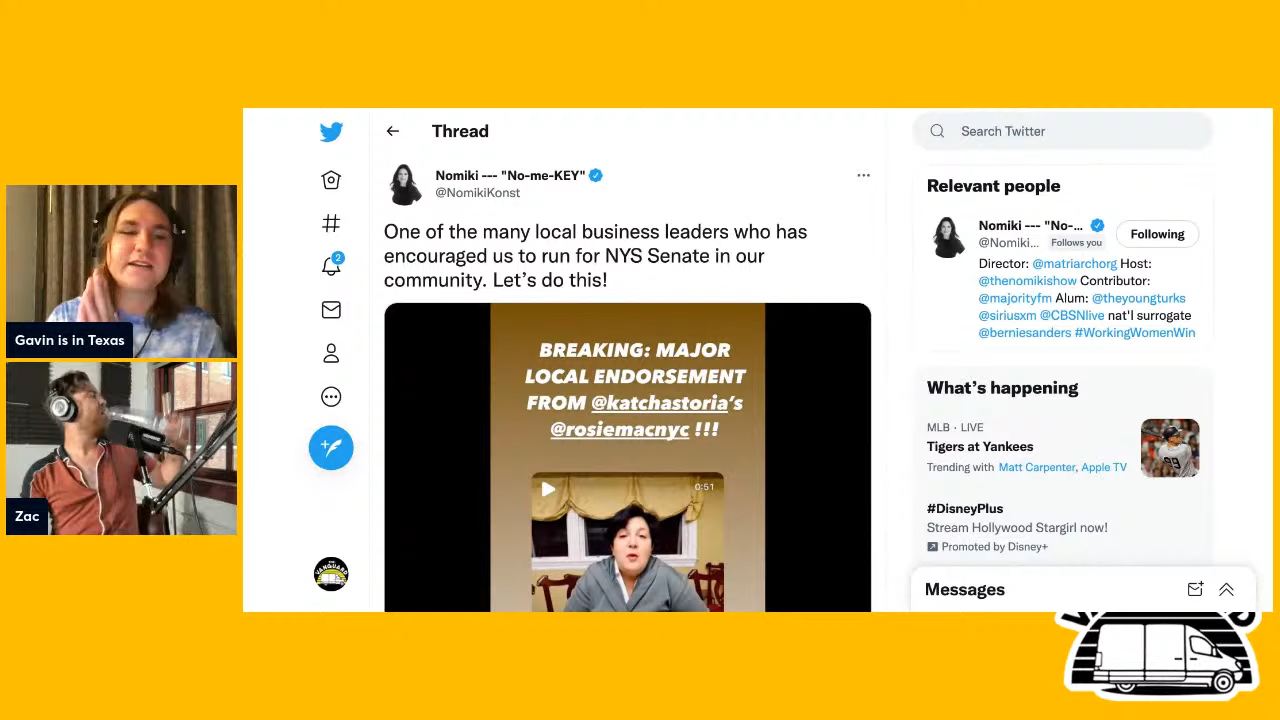 Gavin is in Texas
Zac
Thread
Nomiki --- "No-me-KEY"
@NomikiKonst
One of the many local business leaders who has
encouraged us to run for NYS Senate in our
community. Let’s do this!
BREAKING: MAJOR
LOCAL ENDORSEMENT
FROM @katchastoria’s
@rosiemacnyc !!!
0:51
2
VANGUARD
Search Twitter
Relevant people
Nomiki --- "No-...
@Nomiki... Follows you
Following
Director: @matriarchorg Host:
@thenomikishow Contributor:
@majorityfm Alum: @theyoungturks
@siriusxm @CBSNlive nat'l surrogate
@berniesanders #WorkingWomenWin
What’s happening
MLB · LIVE
Tigers at Yankees
Trending with Matt Carpenter, Apple TV
#DisneyPlus
Stream Hollywood Stargirl now!
Promoted by Disney+
Messages